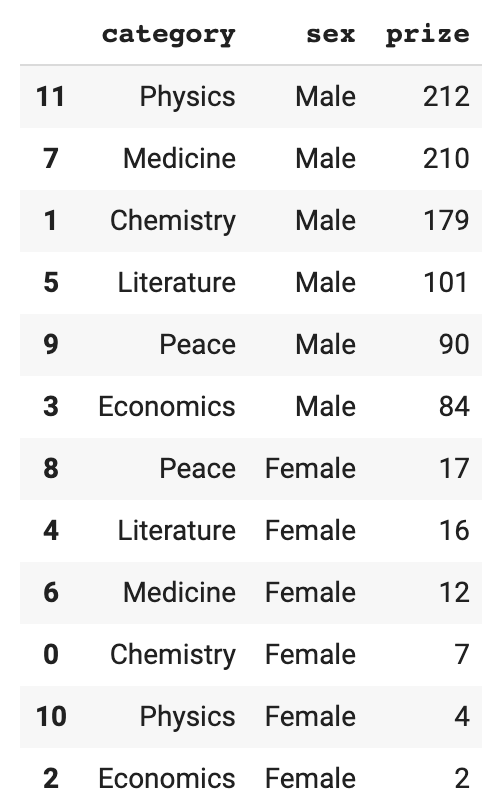 category sex prize
11 Physics Male 212
7 Medicine Male 210
1 Chemistry Male 179
5 Literature Male 101
9 Peace Male 90
3 Economics Male 84
8 Peace Female 17
4 Literature Female 16
6 Medicine Female 12
0 Chemistry Female 7
10 Physics Female 4
2 Economics Female 2